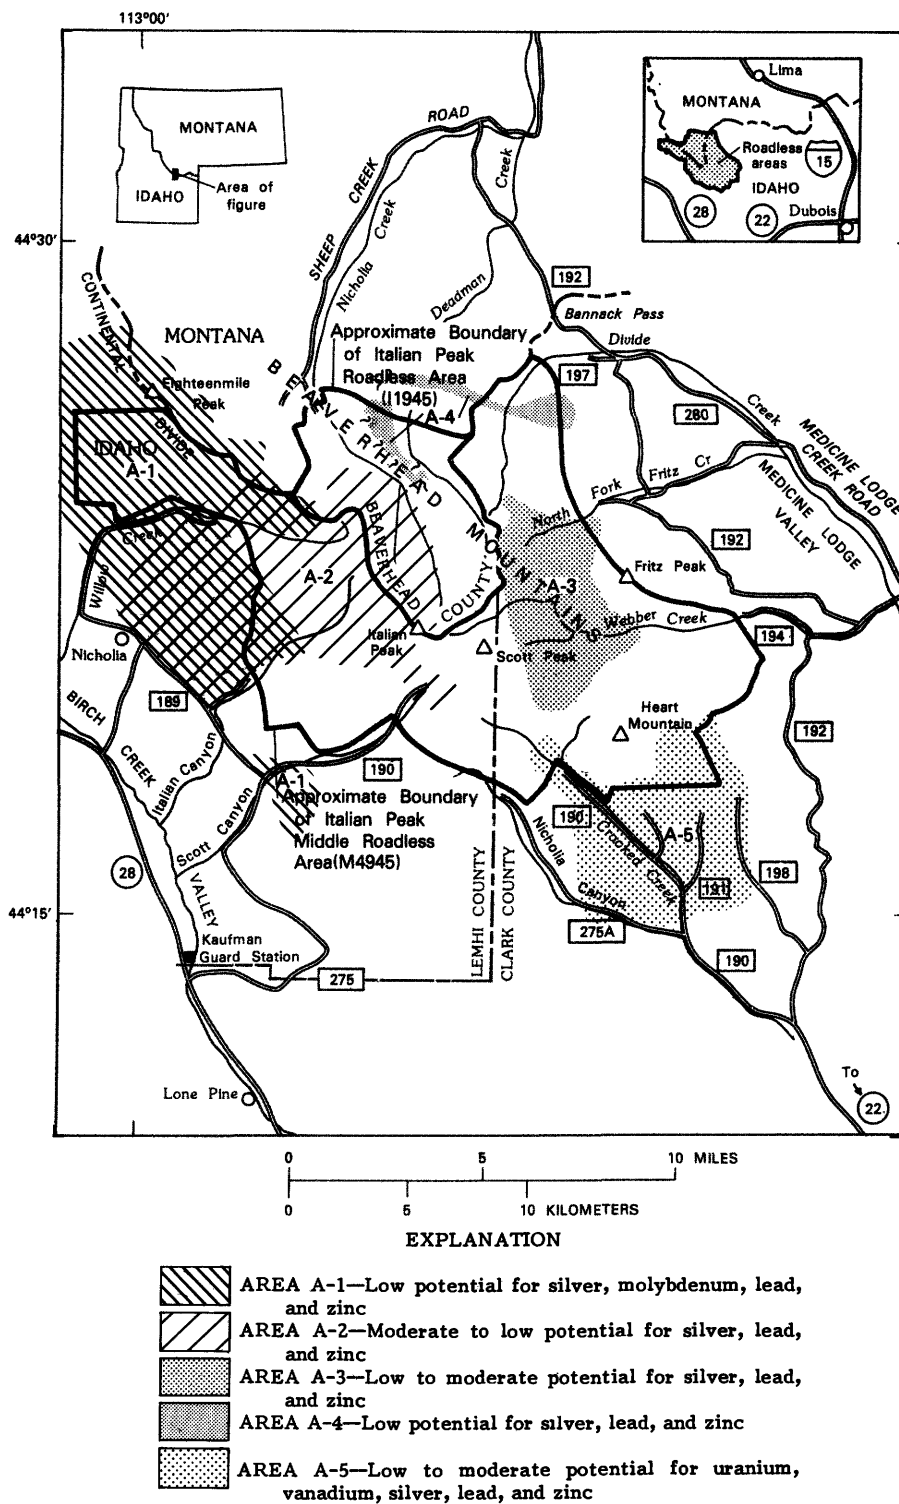 113°00'
MONTANA
IDAHO
Area of
figure
44°30'
SHEEP CREEK ROAD
Nicholia Creek
Creek
Deadman
Lima
MONTANA
Roadless
areas
15
IDAHO
28
22
Dubois
192
Bannack Pass
Divide
Creek
197
280
MEDICINE LODGE
CREEK ROAD
MEDICINE LODGE
VALLEY
CONTINENTAL
DIVIDE
MONTANA
Approximate Boundary
of Italian Peak
Roadless Area
(I1945)
A-4
Eighteenmile
Peak
BEAVERHEAD MOUNTAINS
IDAHO
A-1
Fritz Cr
North Fork
192
Creek
Willow
A-2
BEAVERHEAD
COUNTY
A-3
Fritz Peak
Italian
Peak
Webber Creek
Scott Peak
194
Nicholia
189
BIRCH
CREEK
VALLEY
Heart
Mountain
192
Italian Canyon
A-1
190
Approximate Boundary
of Italian Peak
Middle Roadless
Area(M4945)
Scott Canyon
28
190
Crooked Creek
A-5
Nicholia
Canyon
191
198
44°15'
LEMHI COUNTY
CLARK COUNTY
275A
Kaufman
Guard Station
275
190
Lone Pine
To
22
0 5 10 MILES
0 5 10 KILOMETERS
EXPLANATION
AREA A-1—Low potential for silver, molybdenum, lead,
and zinc
AREA A-2—Moderate to low potential for silver, lead,
and zinc
AREA A-3—Low to moderate potential for silver, lead,
and zinc
AREA A-4—Low potential for silver, lead, and zinc
AREA A-5—Low to moderate potential for uranium,
vanadium, silver, lead, and zinc